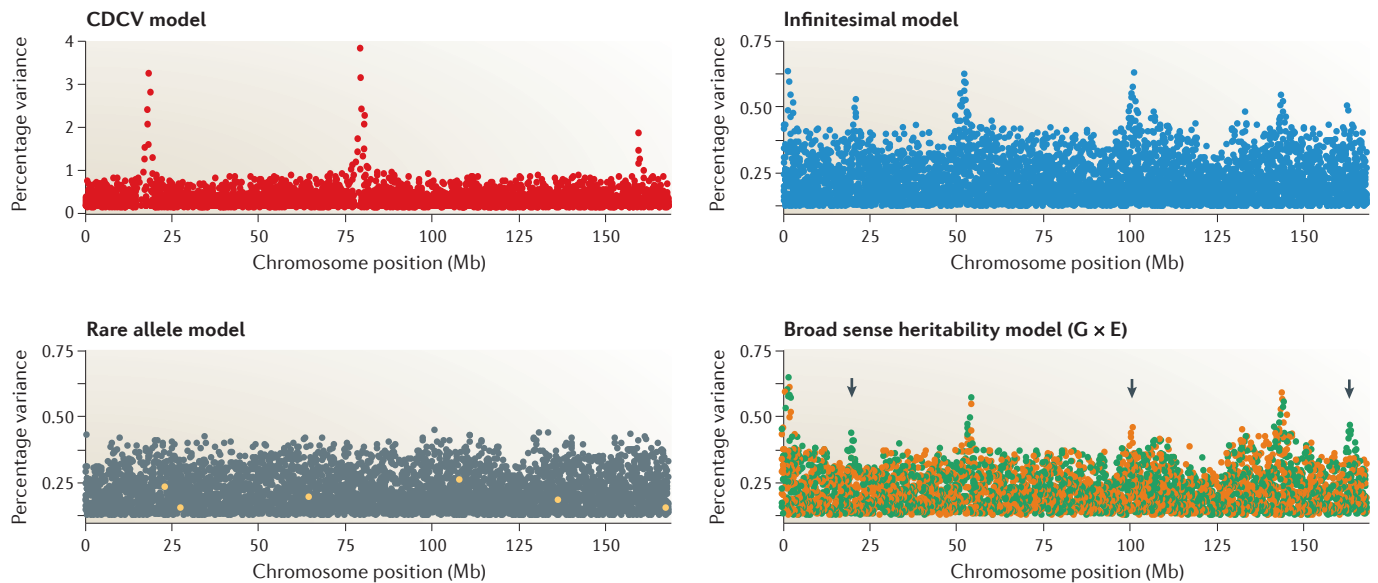 CDCV model
Percentage variance
4
3
2
1
0
0 25 50 75 100 125 150
Chromosome position (Mb)
Infinitesimal model
Percentage variance
0.75
0.50
0.25
0 25 50 75 100 125 150
Chromosome position (Mb)
Rare allele model
Percentage variance
0.75
0.50
0.25
0 25 50 75 100 125 150
Chromosome position (Mb)
Broad sense heritability model (G × E)
Percentage variance
0.75
0.50
0.25
0 25 50 75 100 125 150
Chromosome position (Mb)